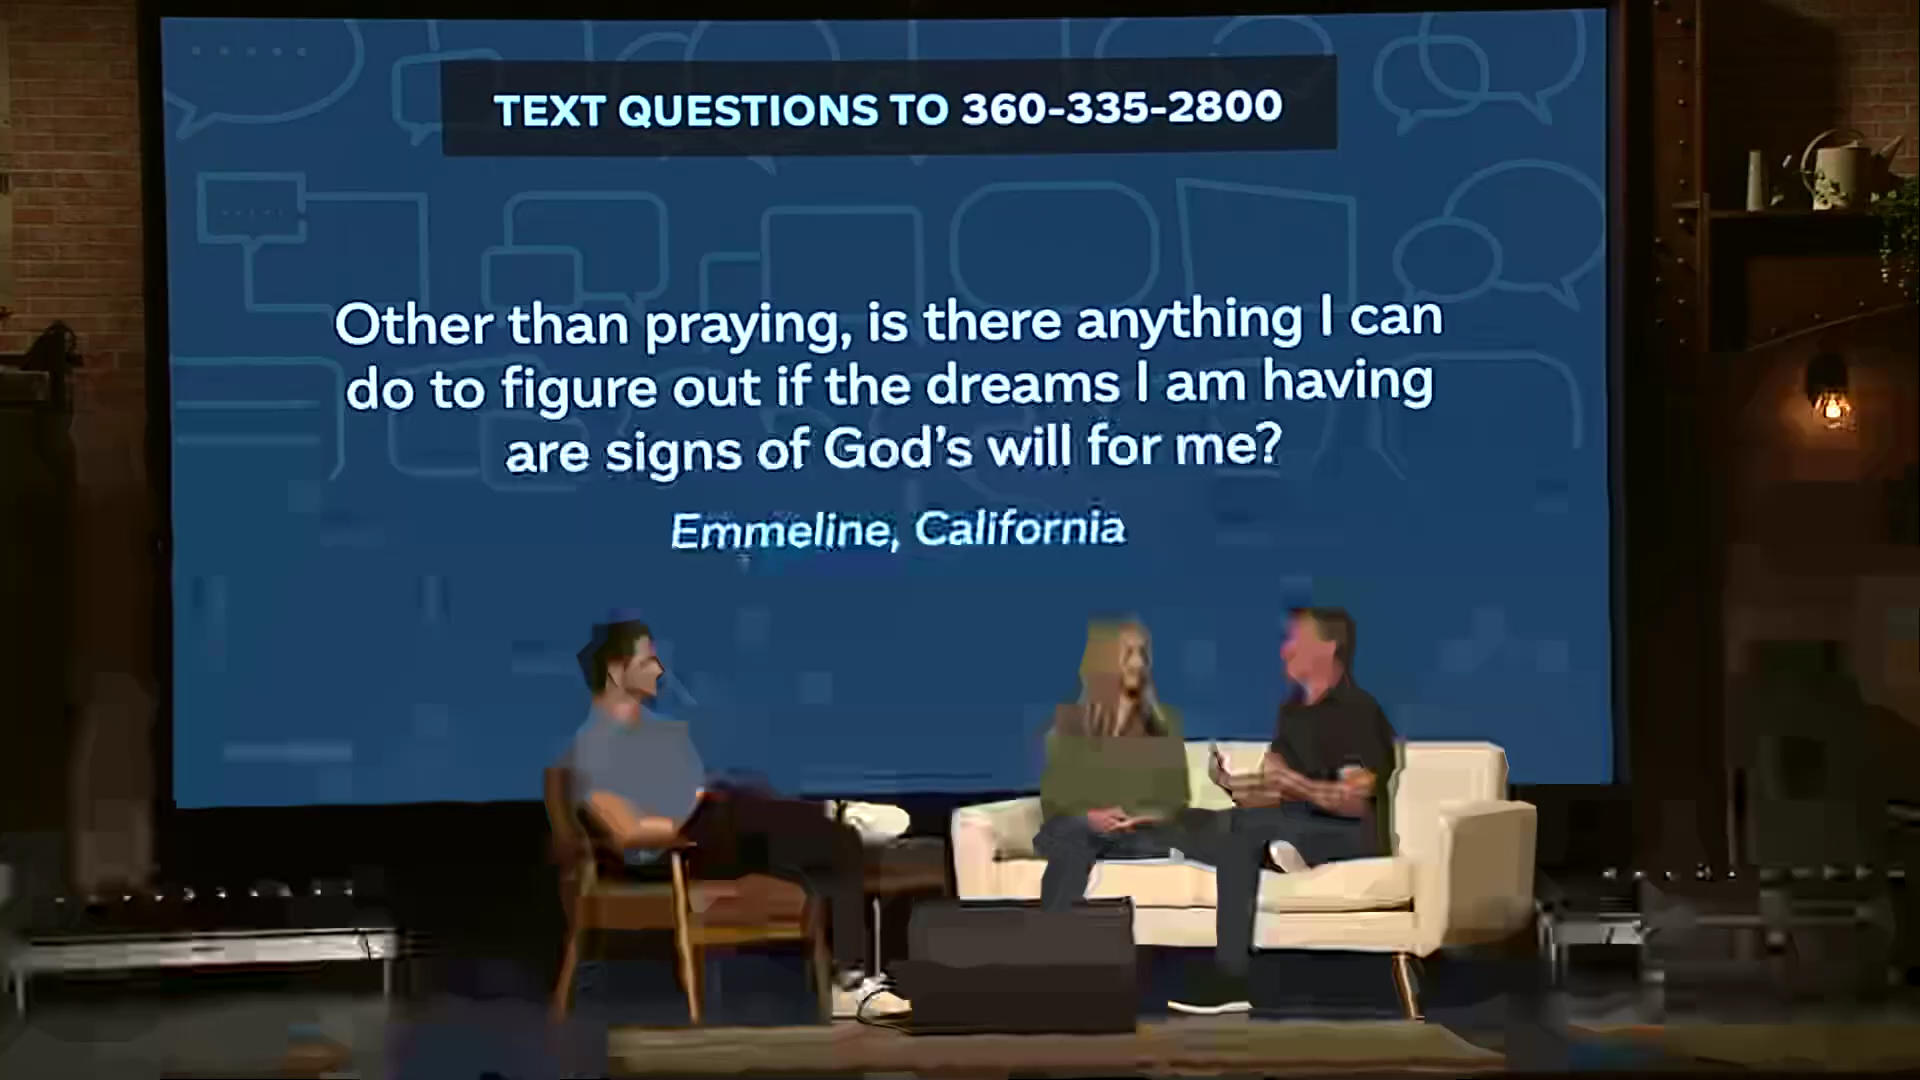 TEXT QUESTIONS TO 360-335-2800
Other than praying, is there anything I can
do to figure out if the dreams I am having
are signs of God's will for me?
Emmeline, California